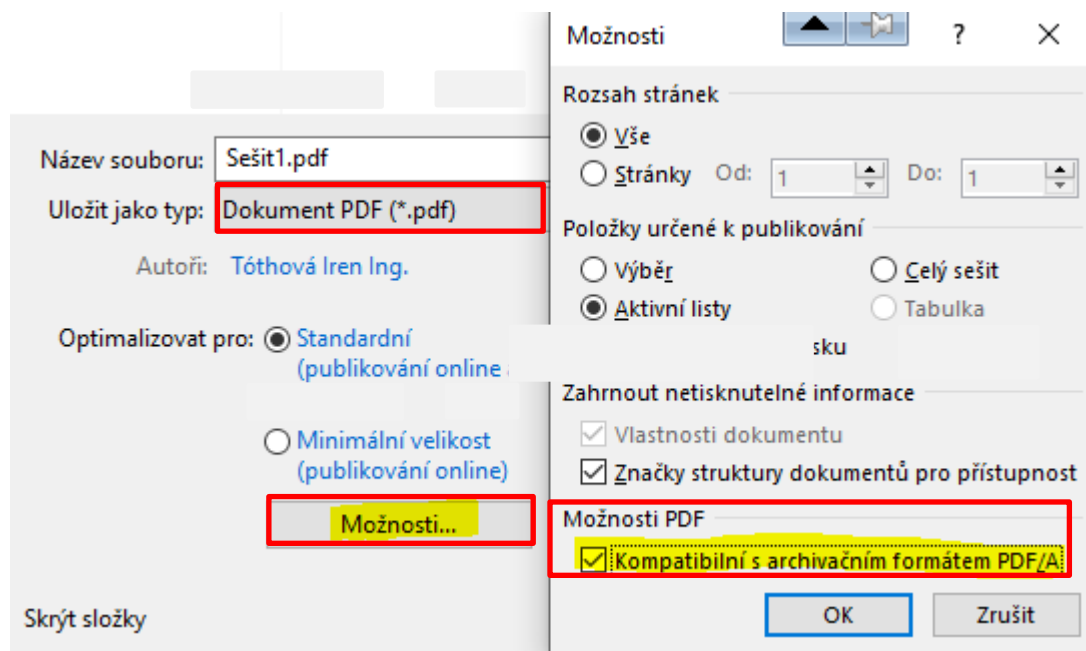 Název souboru: Sešit1.pdf
Uložit jako typ: Dokument PDF (*.pdf)
Autoři: Tóthová Iren Ing.
Optimalizovat pro: Standardní
(publikování online
Minimální velikost
(publikování online)
Možnosti...
Skrýt složky
Možnosti ?
Rozsah stránek
Vše
Stránky Od: 1 Do: 1
Položky určené k publikování
Výběr Celý sešit
Aktivní listy Tabulka
sku
Zahrnout netisknutelné informace
Vlastnosti dokumentu
Značky struktury dokumentů pro přístupnost
Možnosti PDF
Kompatibilní s archivačním formátem PDF/A
OK Zrušit